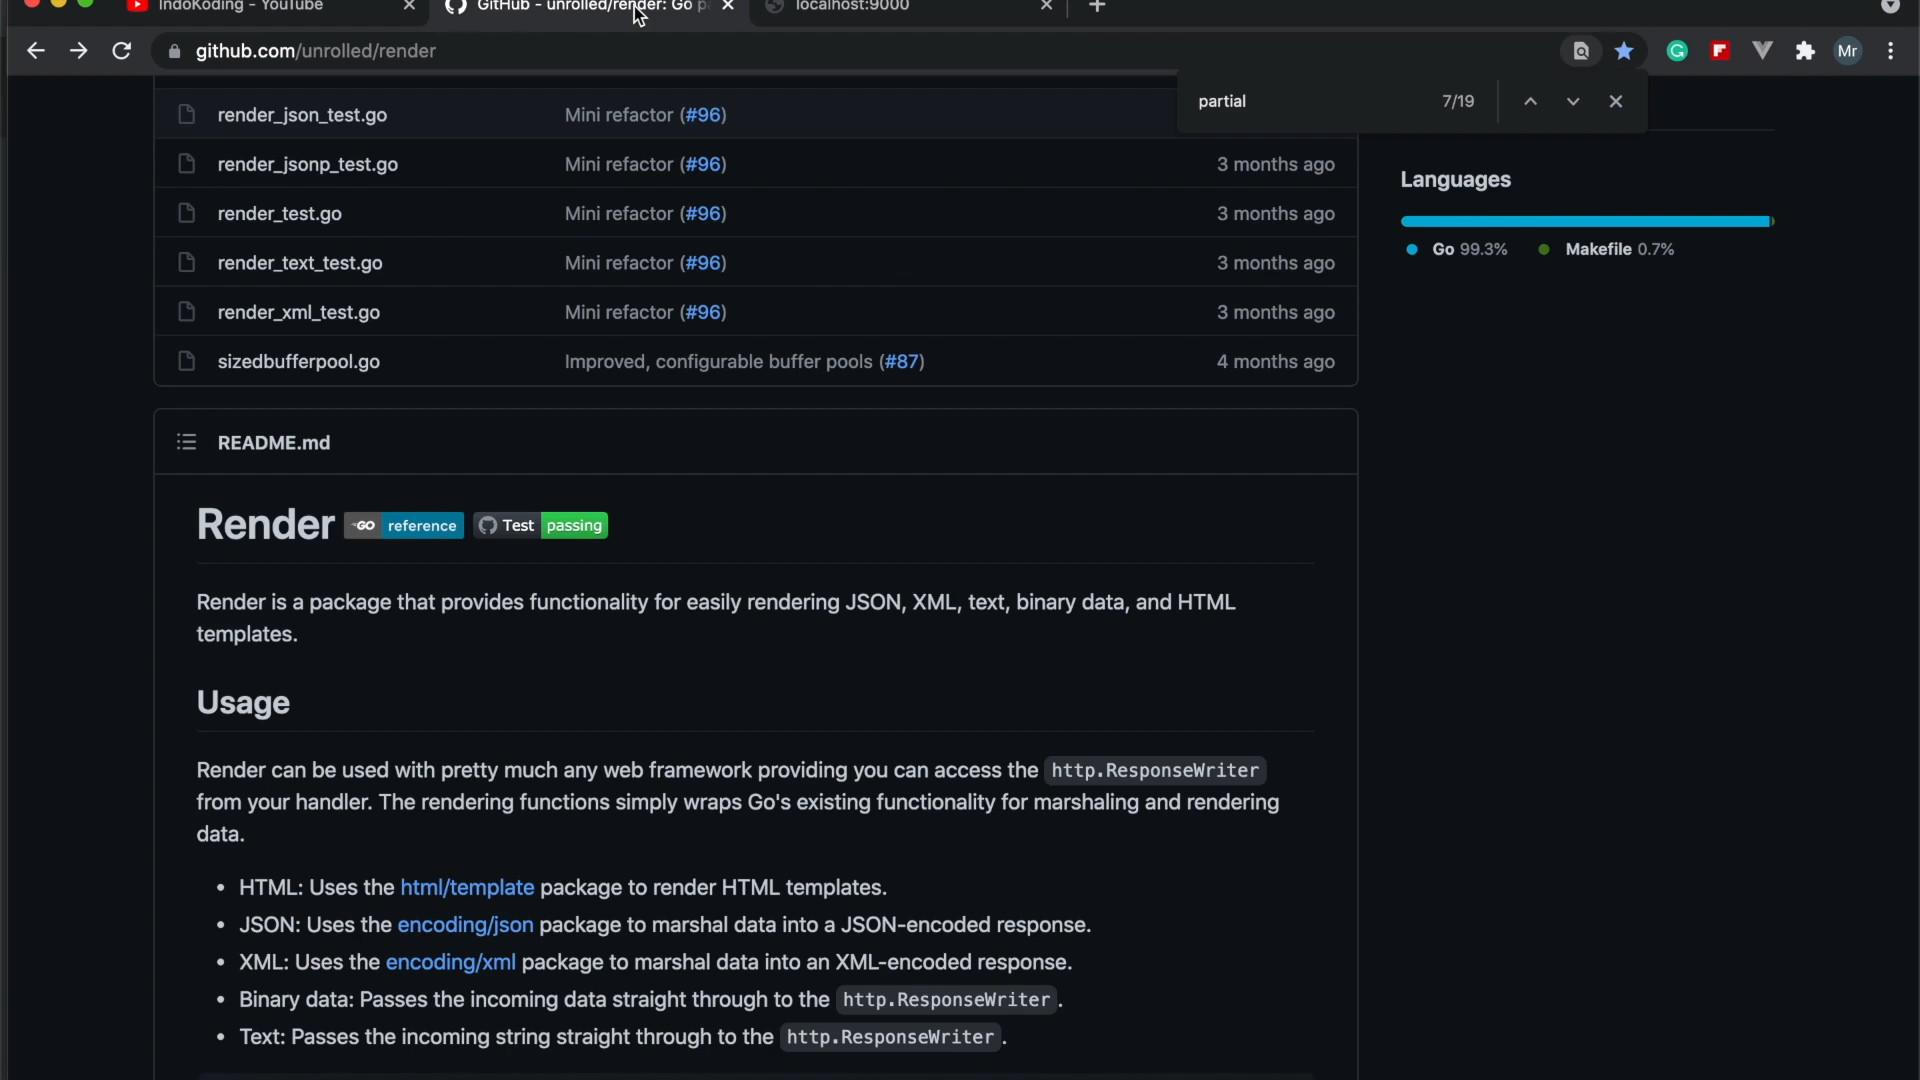 IndoKoding - YouTube
GitHub - unrolled/render: Go p
localhost:9000
github.com/unrolled/render
Mr
partial 7/19
render_json_test.go Mini refactor (#96)
render_jsonp_test.go Mini refactor (#96) 3 months ago
render_test.go Mini refactor (#96) 3 months ago
render_text_test.go Mini refactor (#96) 3 months ago
render_xml_test.go Mini refactor (#96) 3 months ago
sizedbufferpool.go Improved, configurable buffer pools (#87) 4 months ago
Languages
Go 99.3% Makefile 0.7%
README.md
Render GO reference Test passing
Render is a package that provides functionality for easily rendering JSON, XML, text, binary data, and HTML
templates.
Usage
Render can be used with pretty much any web framework providing you can access the http.ResponseWriter
from your handler. The rendering functions simply wraps Go's existing functionality for marshaling and rendering
data.
• HTML: Uses the html/template package to render HTML templates.
• JSON: Uses the encoding/json package to marshal data into a JSON-encoded response.
• XML: Uses the encoding/xml package to marshal data into an XML-encoded response.
• Binary data: Passes the incoming data straight through to the http.ResponseWriter.
• Text: Passes the incoming string straight through to the http.ResponseWriter.